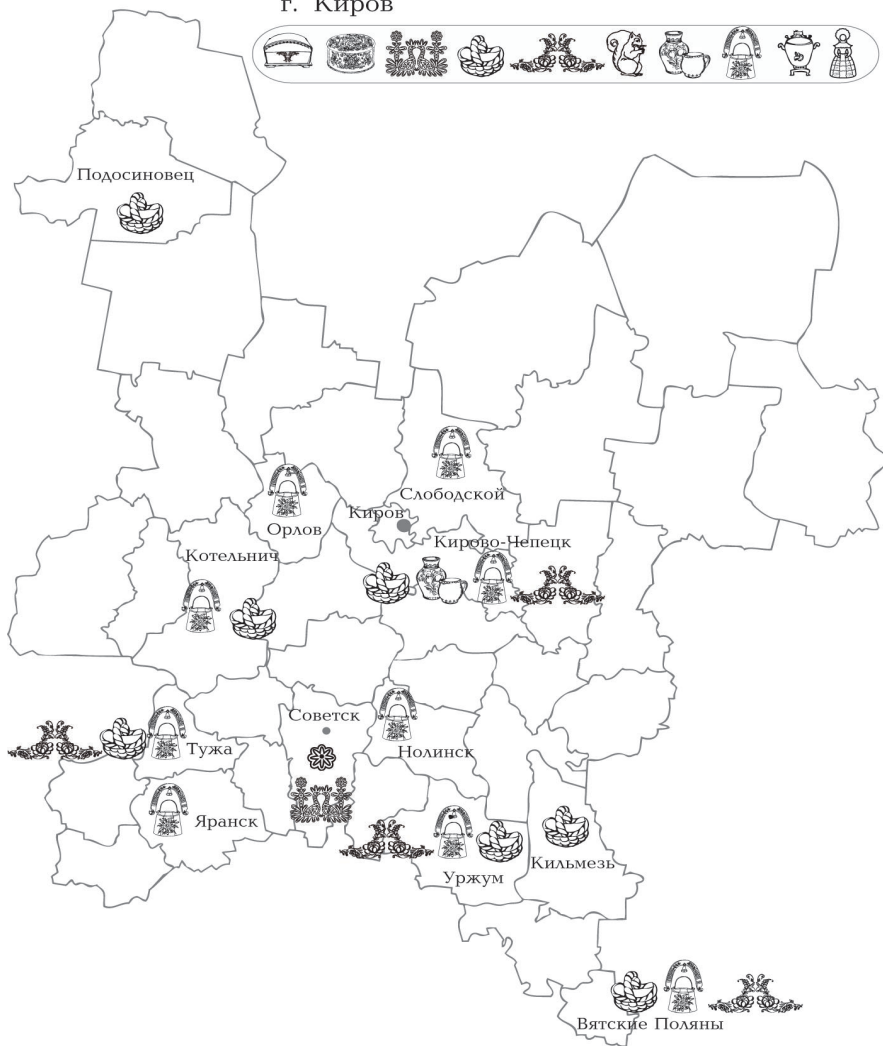 г. Киров
Подосиновец
Слободской
Киров
Орлов
Кирово-Чепецк
Котельнич
Советск
Тужа
Нолинск
Яранск
Кильмезь
Уржум
Вятские Поляны